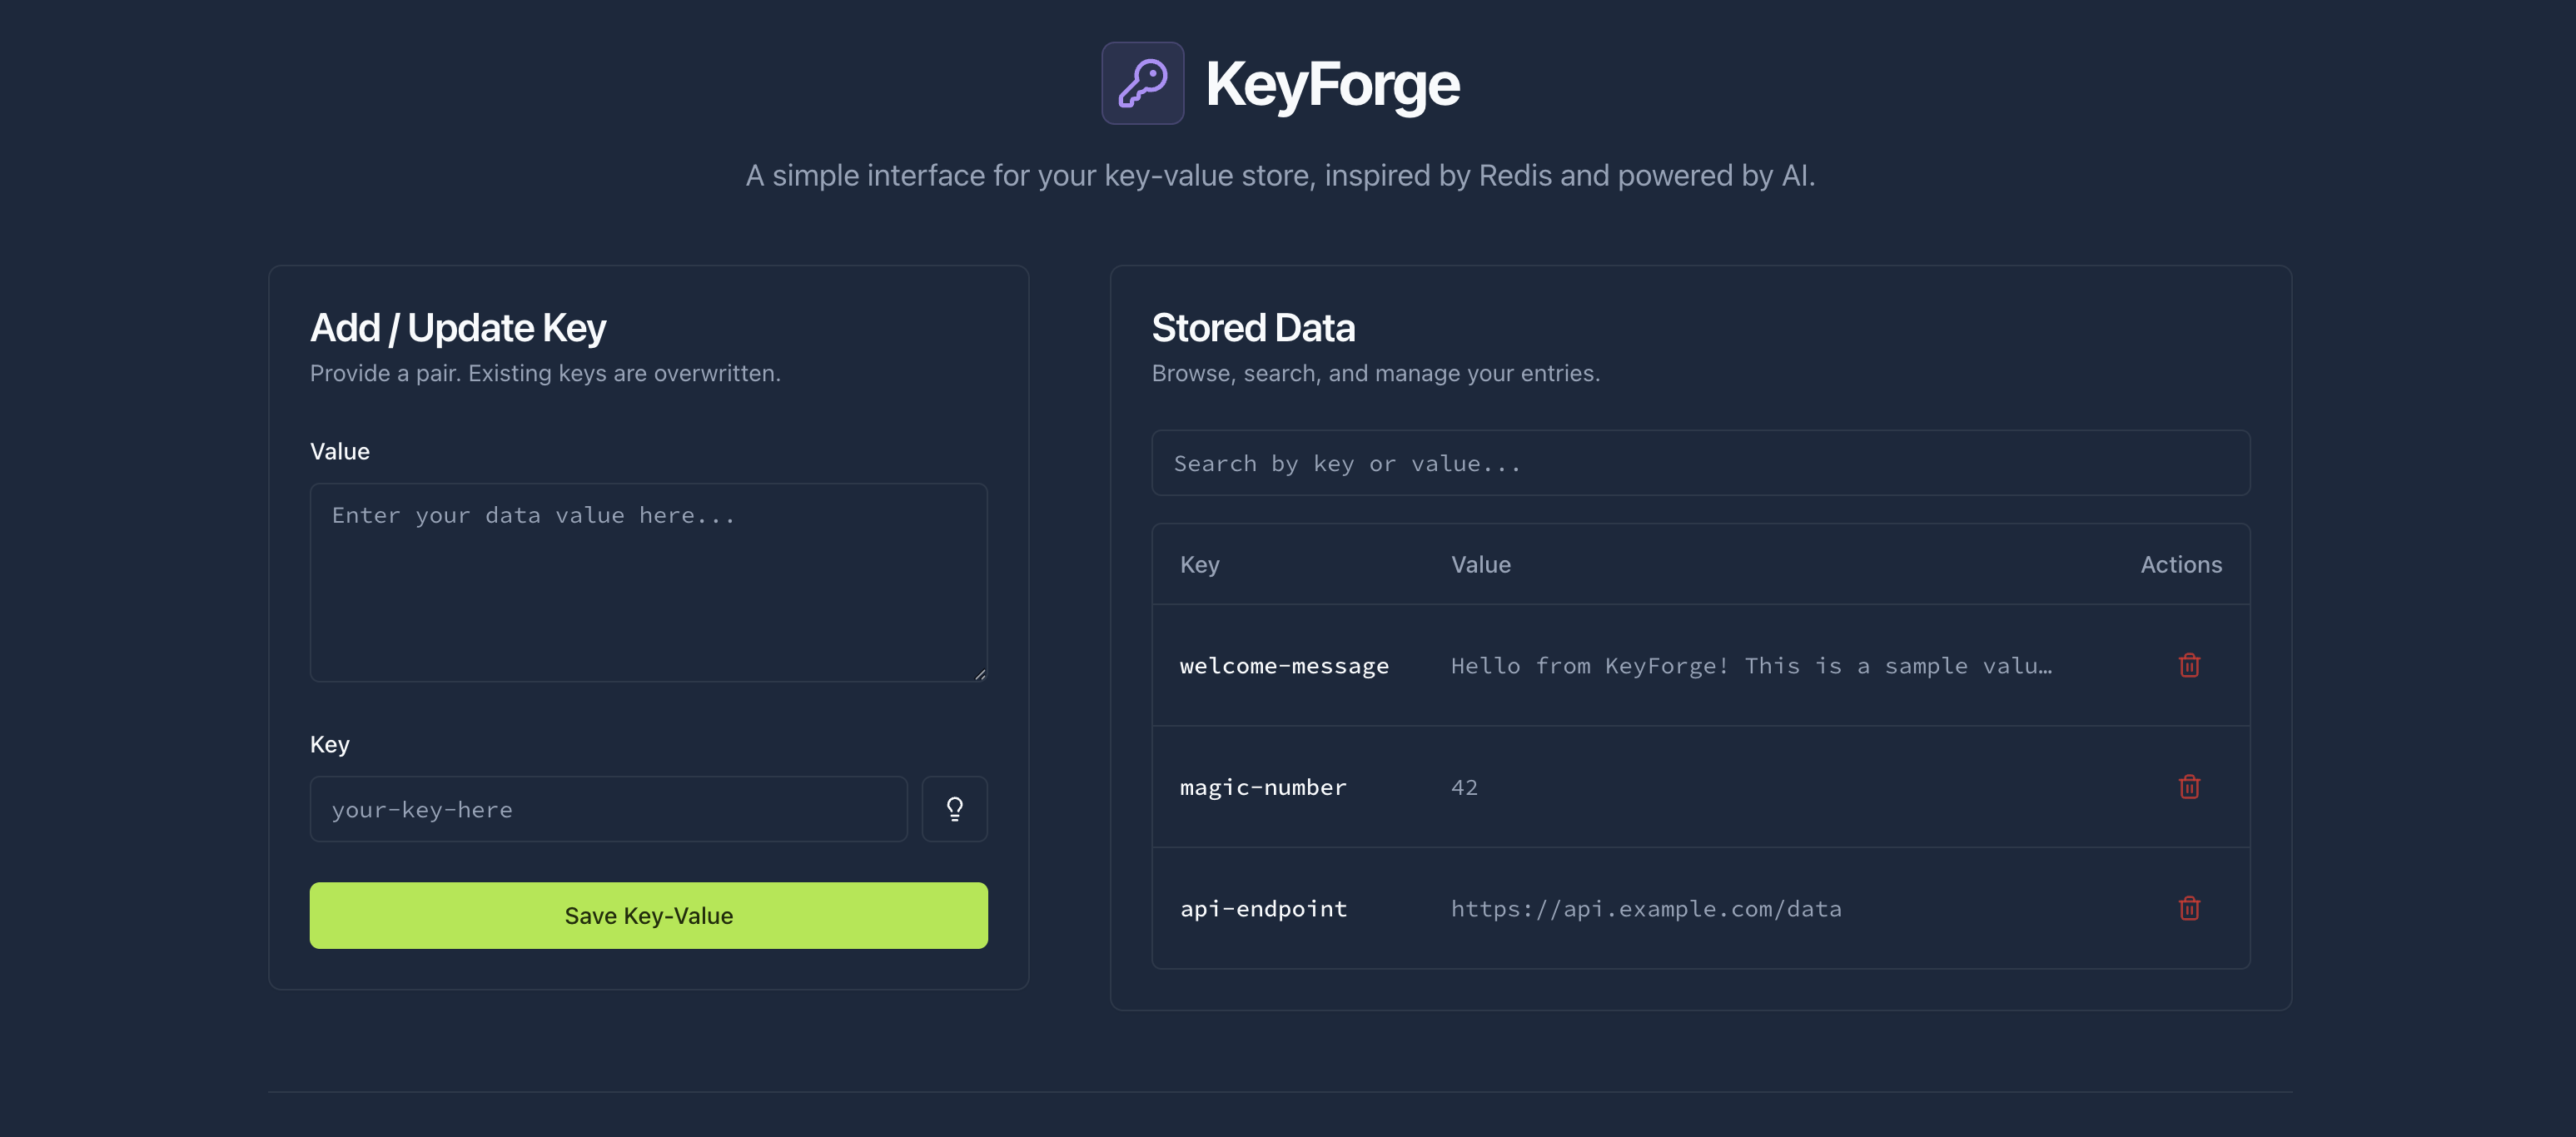 KeyForge
A simple interface for your key-value store, inspired by Redis and powered by AI.
Add / Update Key
Provide a pair. Existing keys are overwritten.
Value
Enter your data value here...
Key
your-key-here
Save Key-Value
Stored Data
Browse, search, and manage your entries.
Search by key or value...
Key Value Actions
welcome-message Hello from KeyForge! This is a sample valu…
magic-number 42
api-endpoint https://api.example.com/data